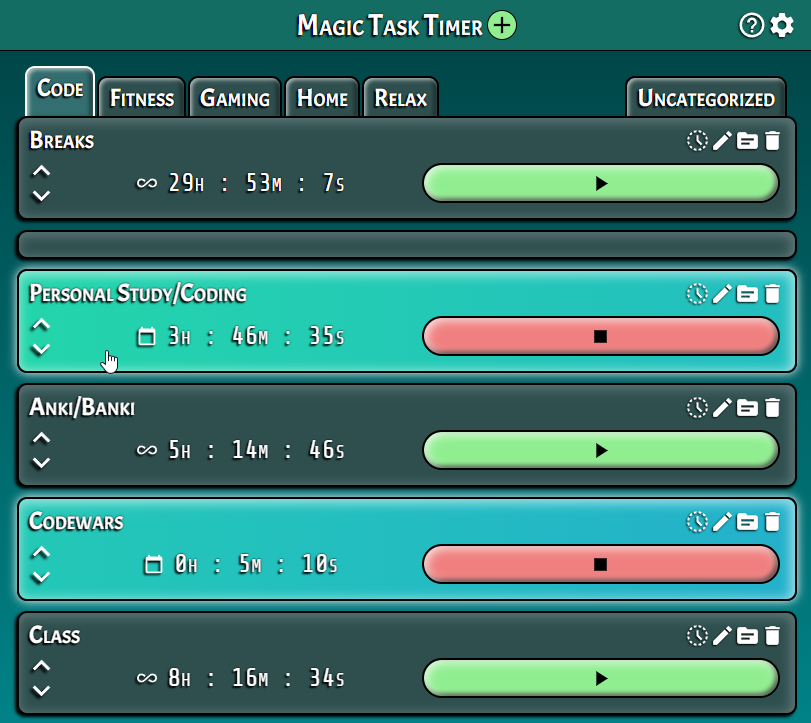 Magic Task Timer
Code Fitness Gaming Home Relax Uncategorized
Breaks
∞ 29h : 53m : 7s
Personal Study/Coding
3h : 46m : 35s
Anki/Banki
∞ 5h : 14m : 46s
Codewars
0h : 5m : 10s
Class
∞ 8h : 16m : 34s